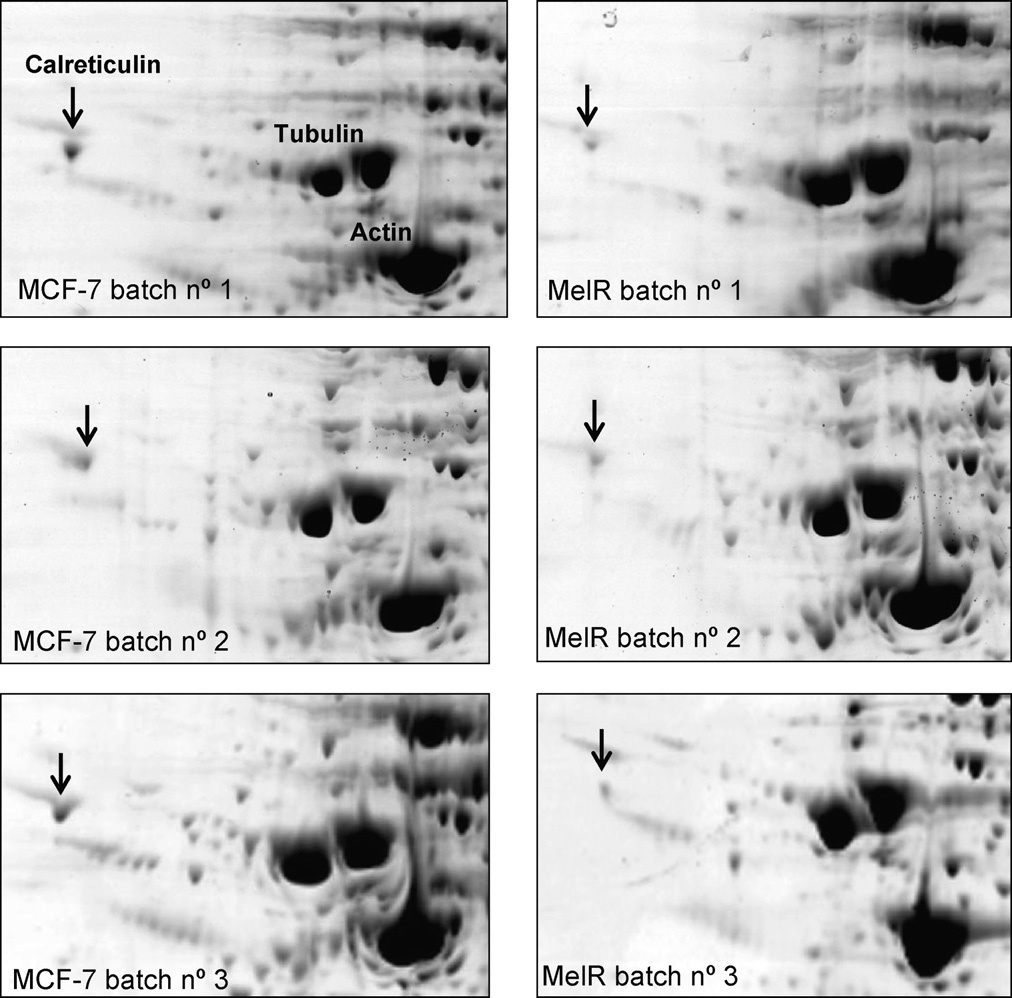 Calreticulin
Tubulin
Actin
MCF-7 batch nº 1
MelR batch nº 1
MCF-7 batch nº 2
MelR batch nº 2
MCF-7 batch nº 3
MelR batch nº 3